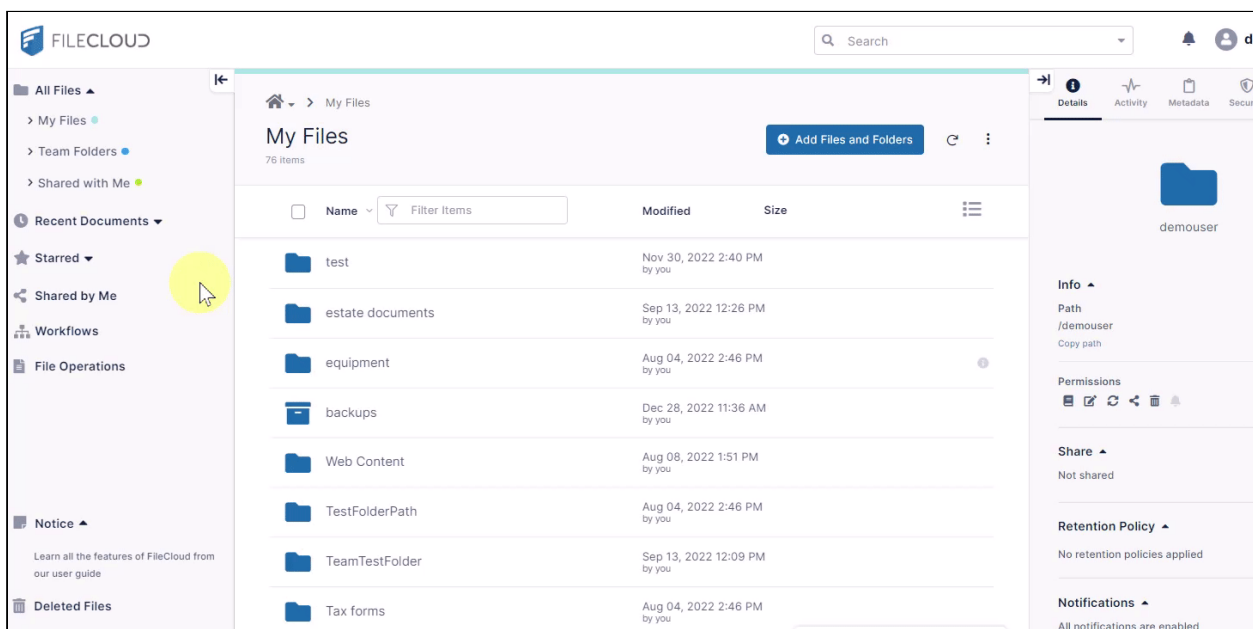 FILECLOUD
Search
d
All Files
My Files
Team Folders
Shared with Me
Recent Documents
Starred
Shared by Me
Workflows
File Operations
Notice
Learn all the features of FileCloud from
our user guide
Deleted Files
My Files
My Files
76 items
Add Files and Folders
Name Filter Items Modified Size
test Nov 30, 2022 2:40 PM
by you
estate documents Sep 13, 2022 12:26 PM
by you
equipment Aug 04, 2022 2:46 PM
by you
backups Dec 28, 2022 11:36 AM
by you
Web Content Aug 08, 2022 1:51 PM
by you
TestFolderPath Aug 04, 2022 2:46 PM
by you
TeamTestFolder Sep 13, 2022 12:09 PM
by you
Tax forms Aug 04, 2022 2:46 PM
by you
Details Activity Metadata Secur
demouser
Info
Path
/demouser
Copy path
Permissions
Share
Not shared
Retention Policy
No retention policies applied
Notifications
All notifications are enabled